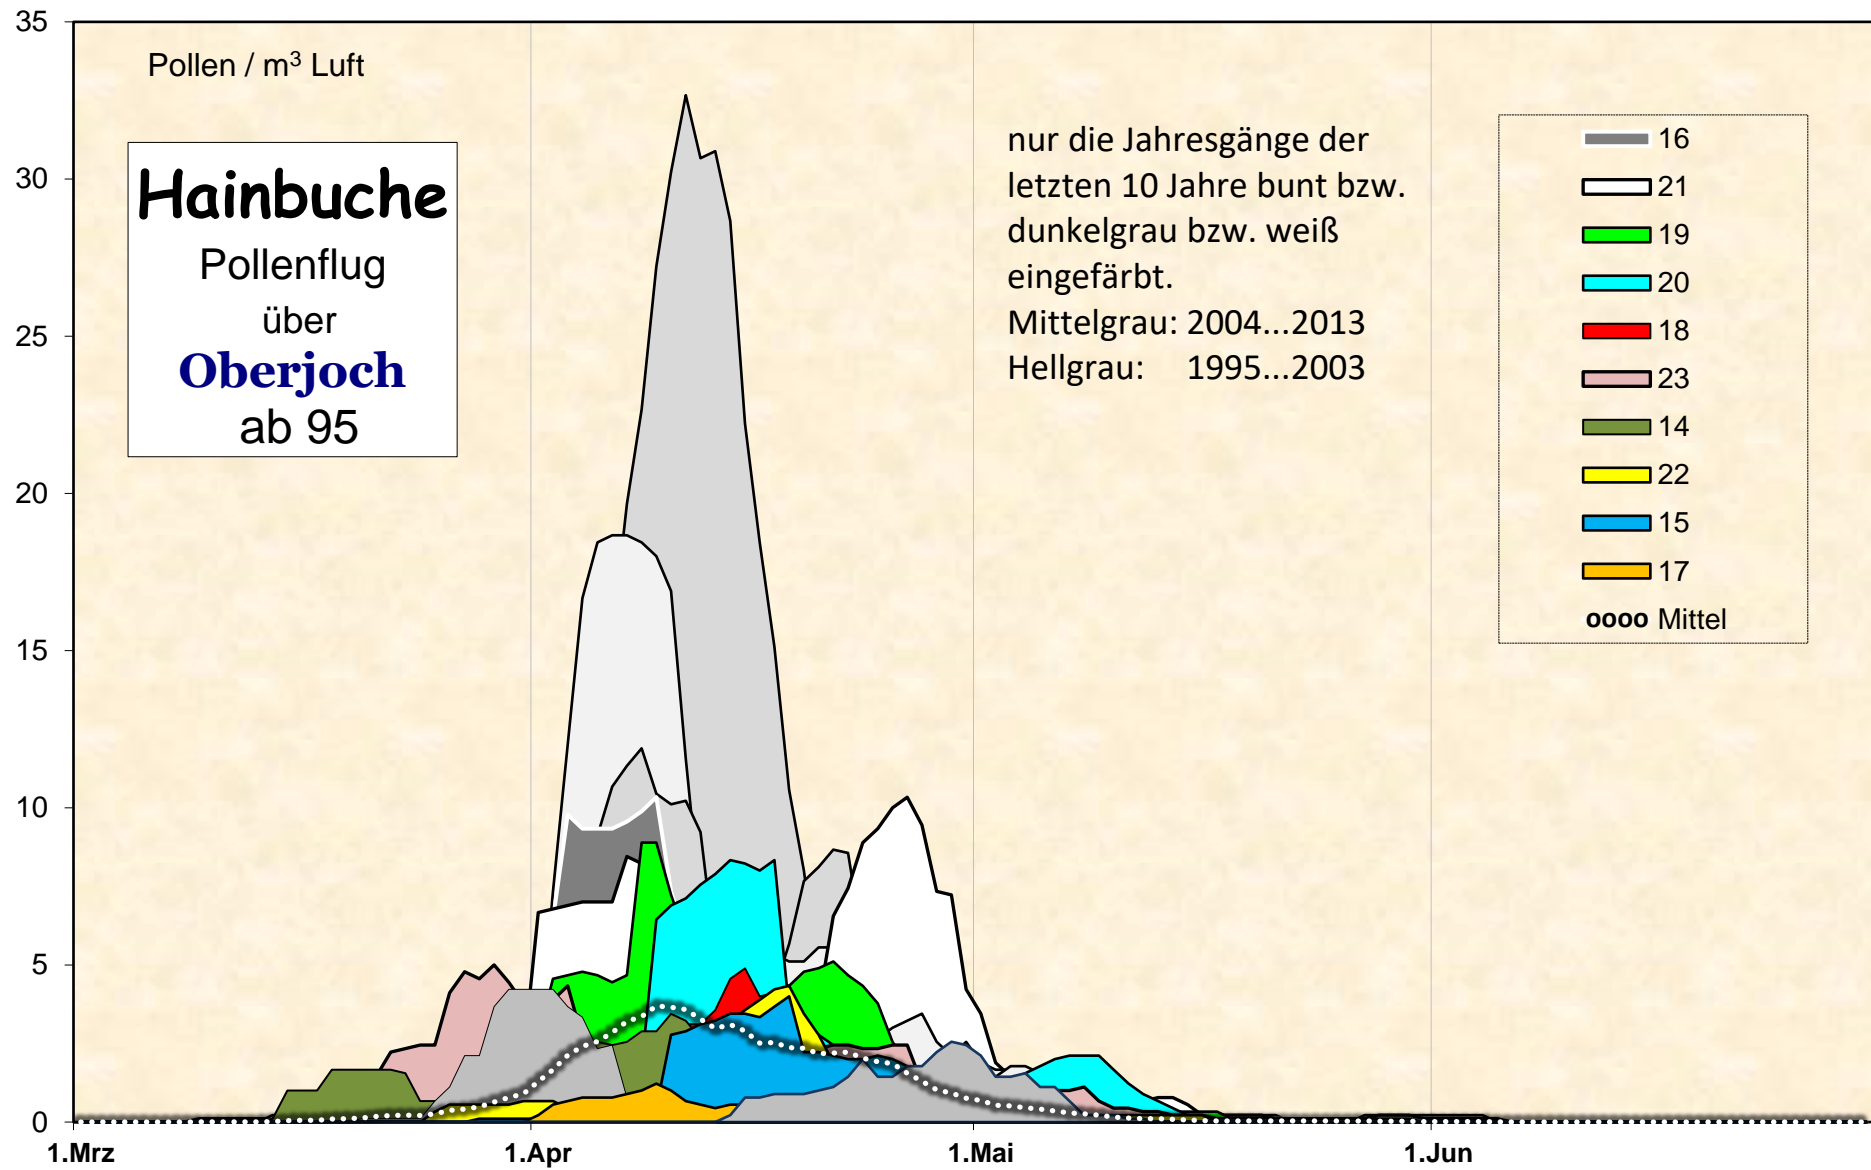 35
30
25
20
15
10
5
0
Pollen / m³ Luft
Hainbuche
Pollenflug
über
Oberjoch
ab 95
nur die Jahresgänge der
letzten 10 Jahre bunt bzw.
dunkelgrau bzw. weiß
eingefärbt.
Mittelgrau: 2004...2013
Hellgrau: 1995...2003
16
21
19
20
18
23
14
22
15
17
oooo Mittel
1.Mrz
1.Apr
1.Mai
1.Jun